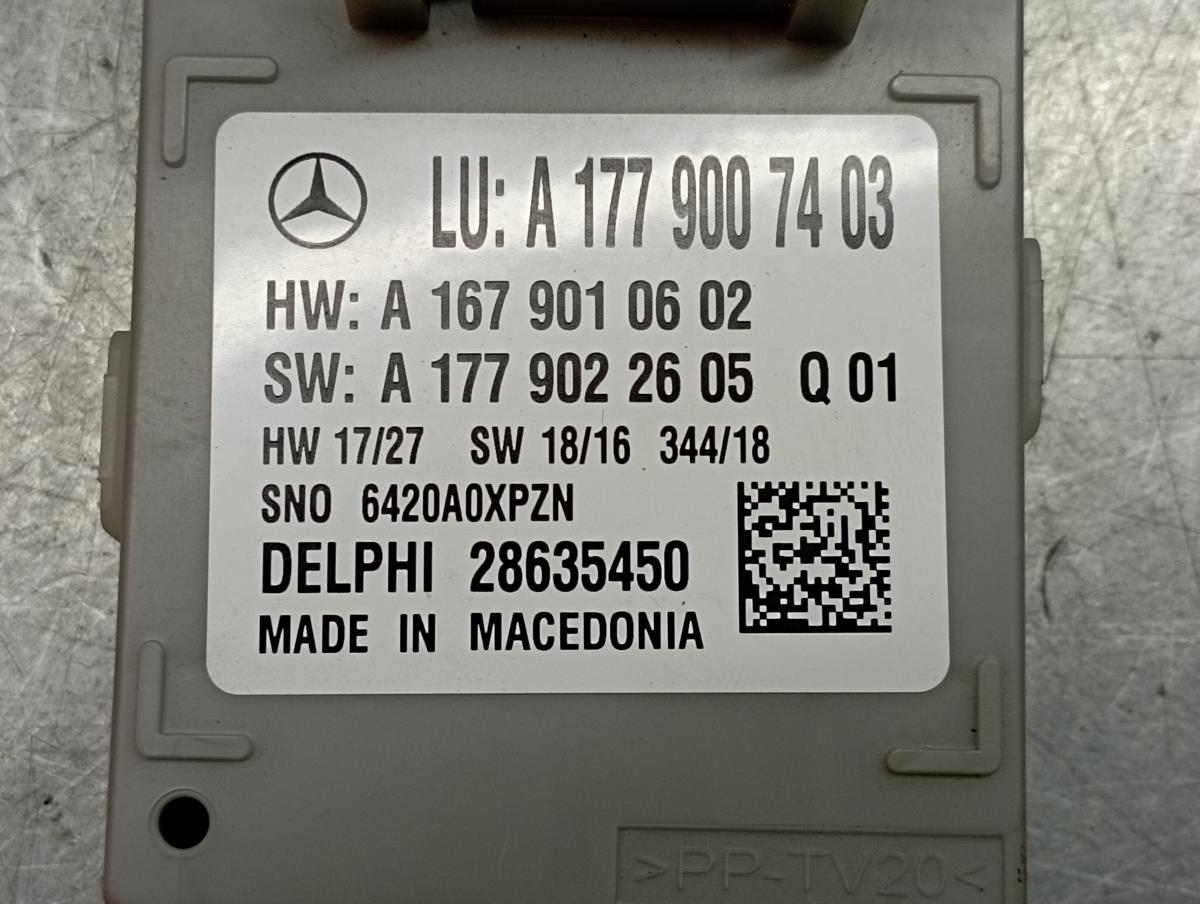 LU: A 177 900 74 03
HW: A 167 901 06 02
SW: A 177 902 26 05 Q 01
HW 17/27 SW 18/16 344/18
SNO 6420A0XPZN
DELPHI 28635450
MADE IN MACEDONIA
>PP-TV20<